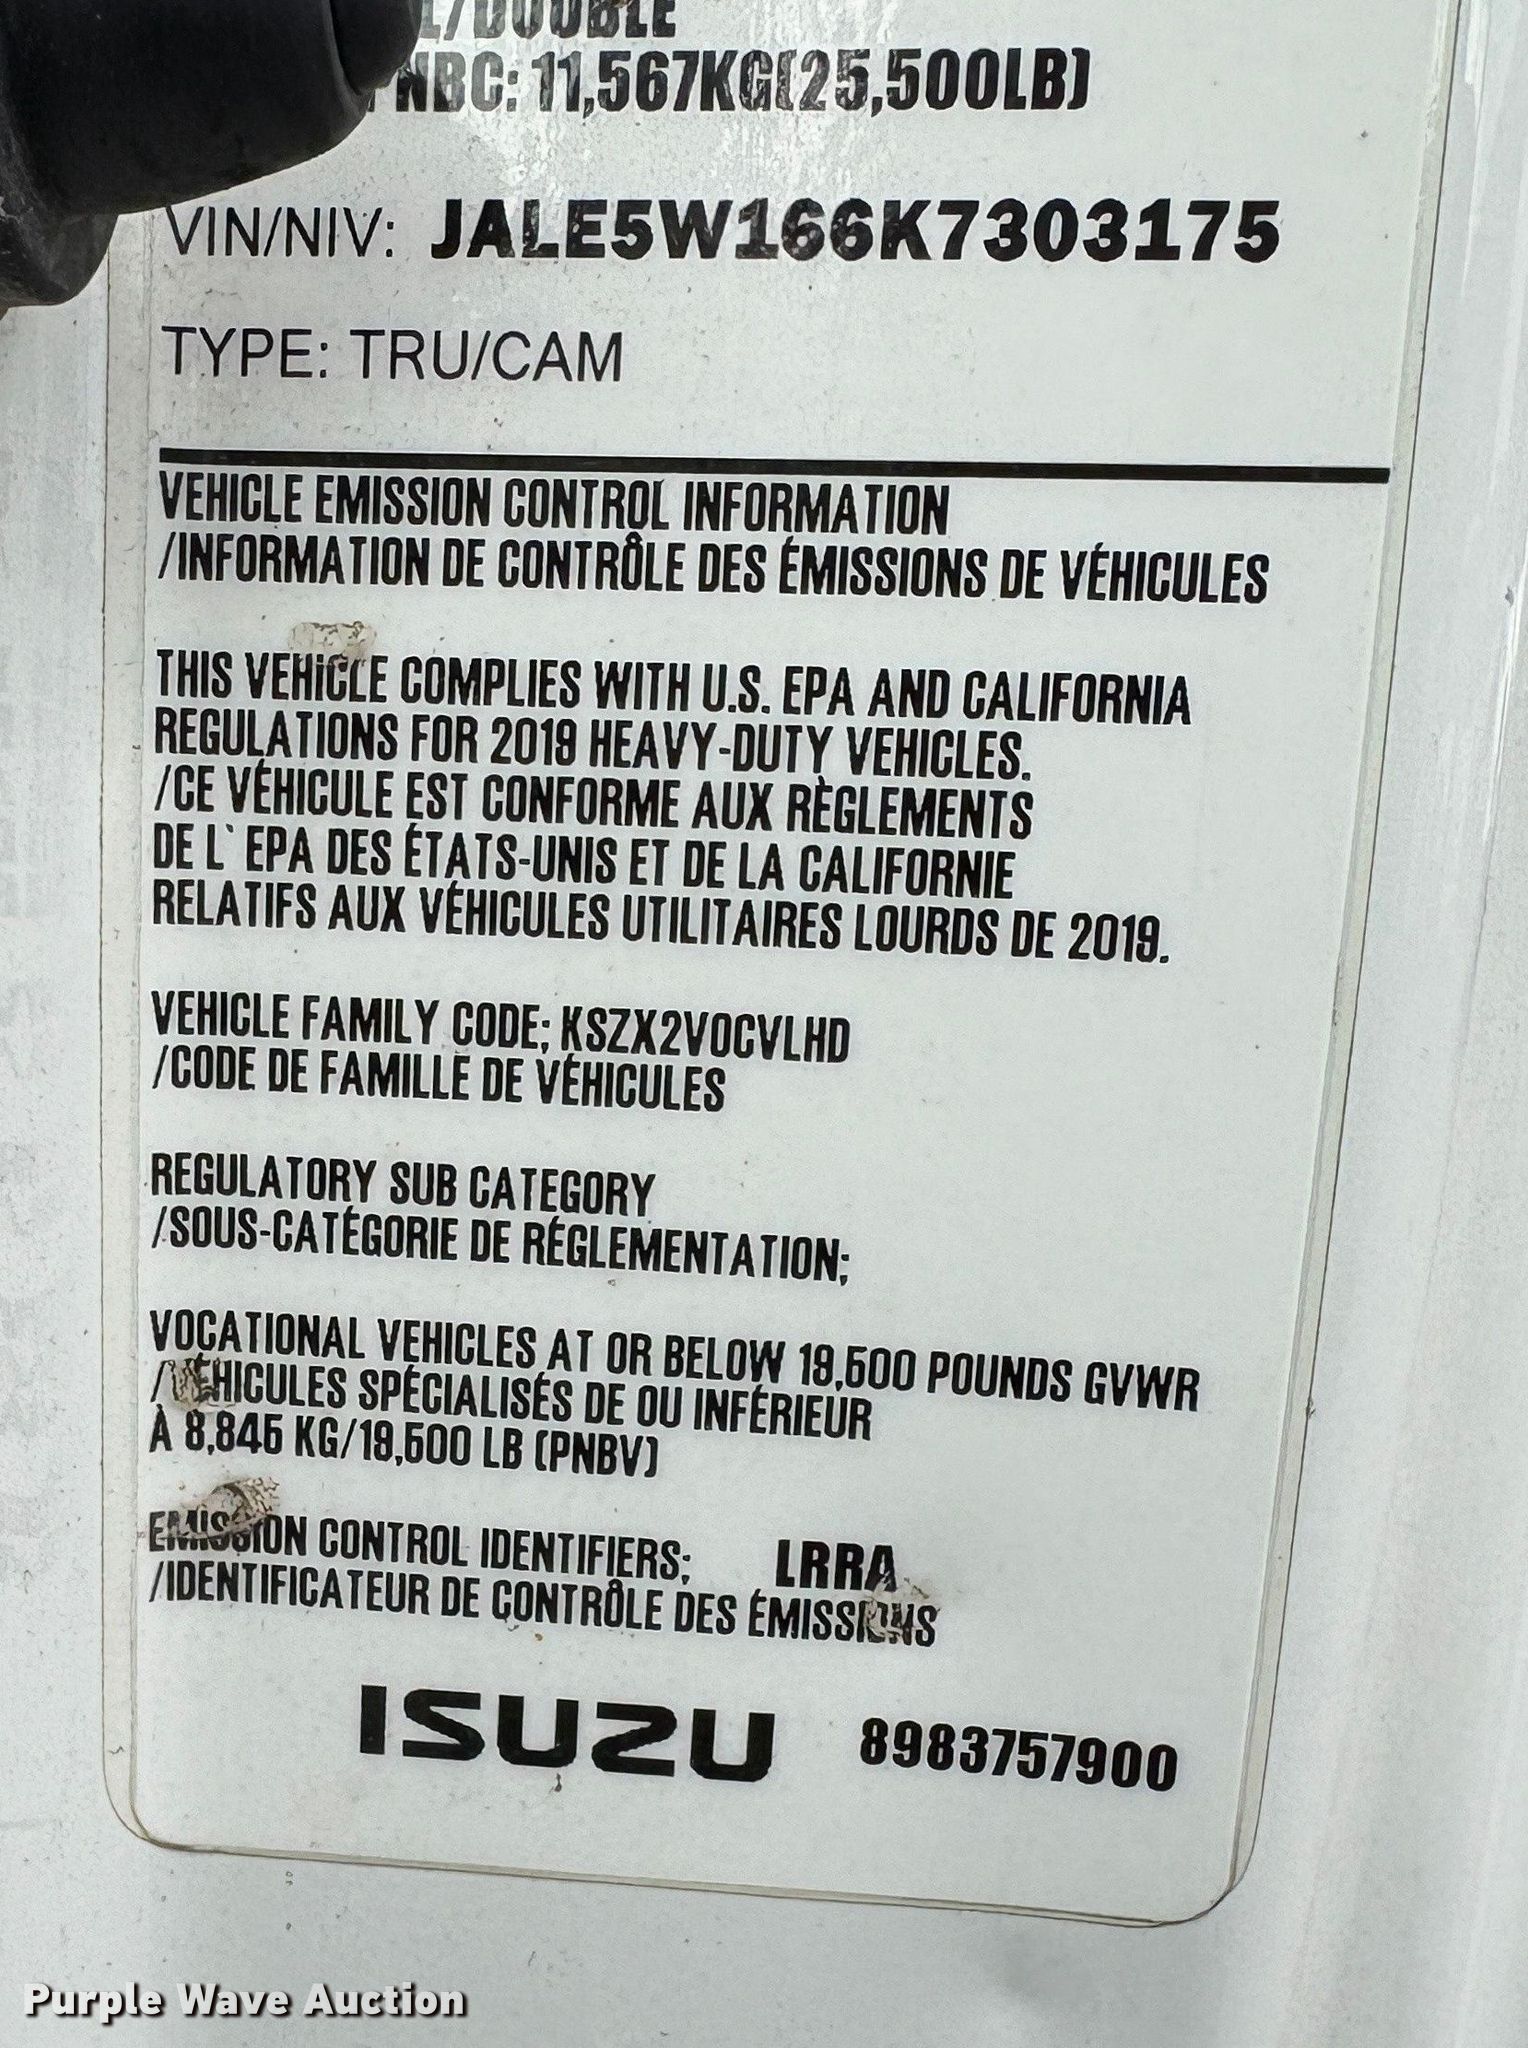 /DOUBLE
NBC: 11,567KG(25,500LB)
VIN/NIV: JALE5W166K7303175
TYPE: TRU/CAM
VEHICLE EMISSION CONTROL INFORMATION
/INFORMATION DE CONTRÔLE DES ÉMISSIONS DE VÉHICULES
THIS VEHICLE COMPLIES WITH U.S. EPA AND CALIFORNIA
REGULATIONS FOR 2019 HEAVY-DUTY VEHICLES.
/CE VÉHICULE EST CONFORME AUX RÈGLEMENTS
DE L`EPA DES ÉTATS-UNIS ET DE LA CALIFORNIE
RELATIFS AUX VÉHICULES UTILITAIRES LOURDS DE 2019.
VEHICLE FAMILY CODE; KSZX2VOCVLHD
/CODE DE FAMILLE DE VÉHICULES
REGULATORY SUB CATEGORY
/SOUS-CATÉGORIE DE RÉGLEMENTATION;
VOCATIONAL VEHICLES AT OR BELOW 19,500 POUNDS GVWR
/VÉHICULES SPÉCIALISÉS DE OU INFÉRIEUR
À 8,845 KG/19,500 LB (PNBV)
EMISSION CONTROL IDENTIFIERS; LRRA
/IDENTIFICATEUR DE CONTRÔLE DES ÉMISSIONS
ISUZU 8983757900
Purple Wave Auction